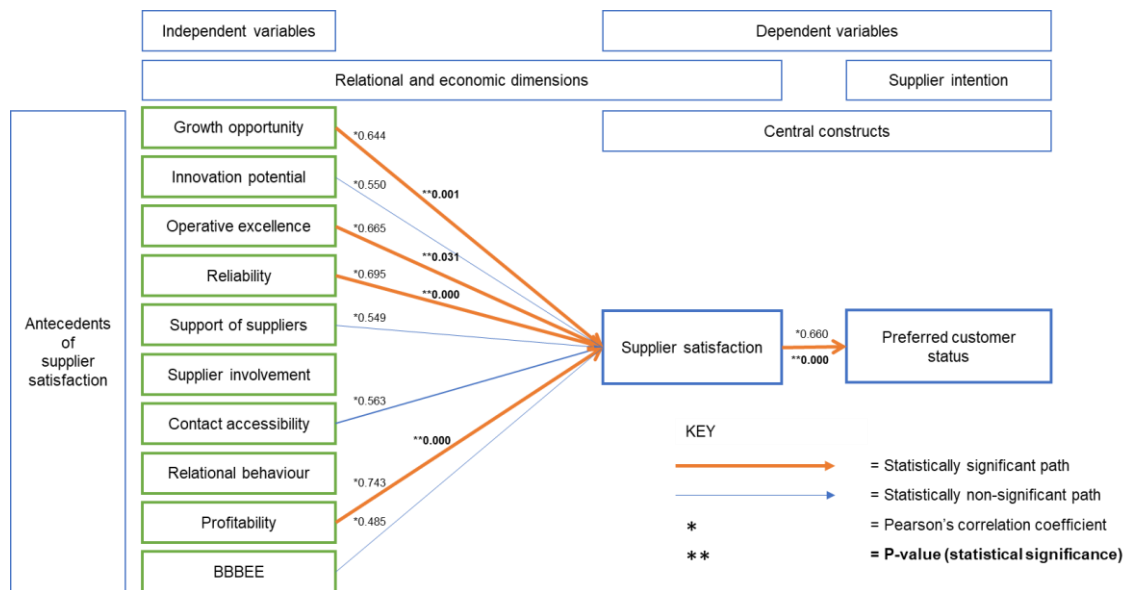 Independent variables
Dependent variables
Relational and economic dimensions
Supplier intention
Central constructs
Antecedents
of
supplier
satisfaction
Growth opportunity
*0.644
Innovation potential
*0.550
**0.001
Operative excellence
*0.665
**0.031
Reliability
*0.695
**0.000
Support of suppliers
*0.549
Supplier involvement
Contact accessibility
*0.563
Relational behaviour
**0.000
*0.743
Profitability
*0.485
BBBEE
Supplier satisfaction
*0.660
**0.000
Preferred customer
status
KEY
= Statistically significant path
= Statistically non-significant path
* = Pearson's correlation coefficient
** = P-value (statistical significance)